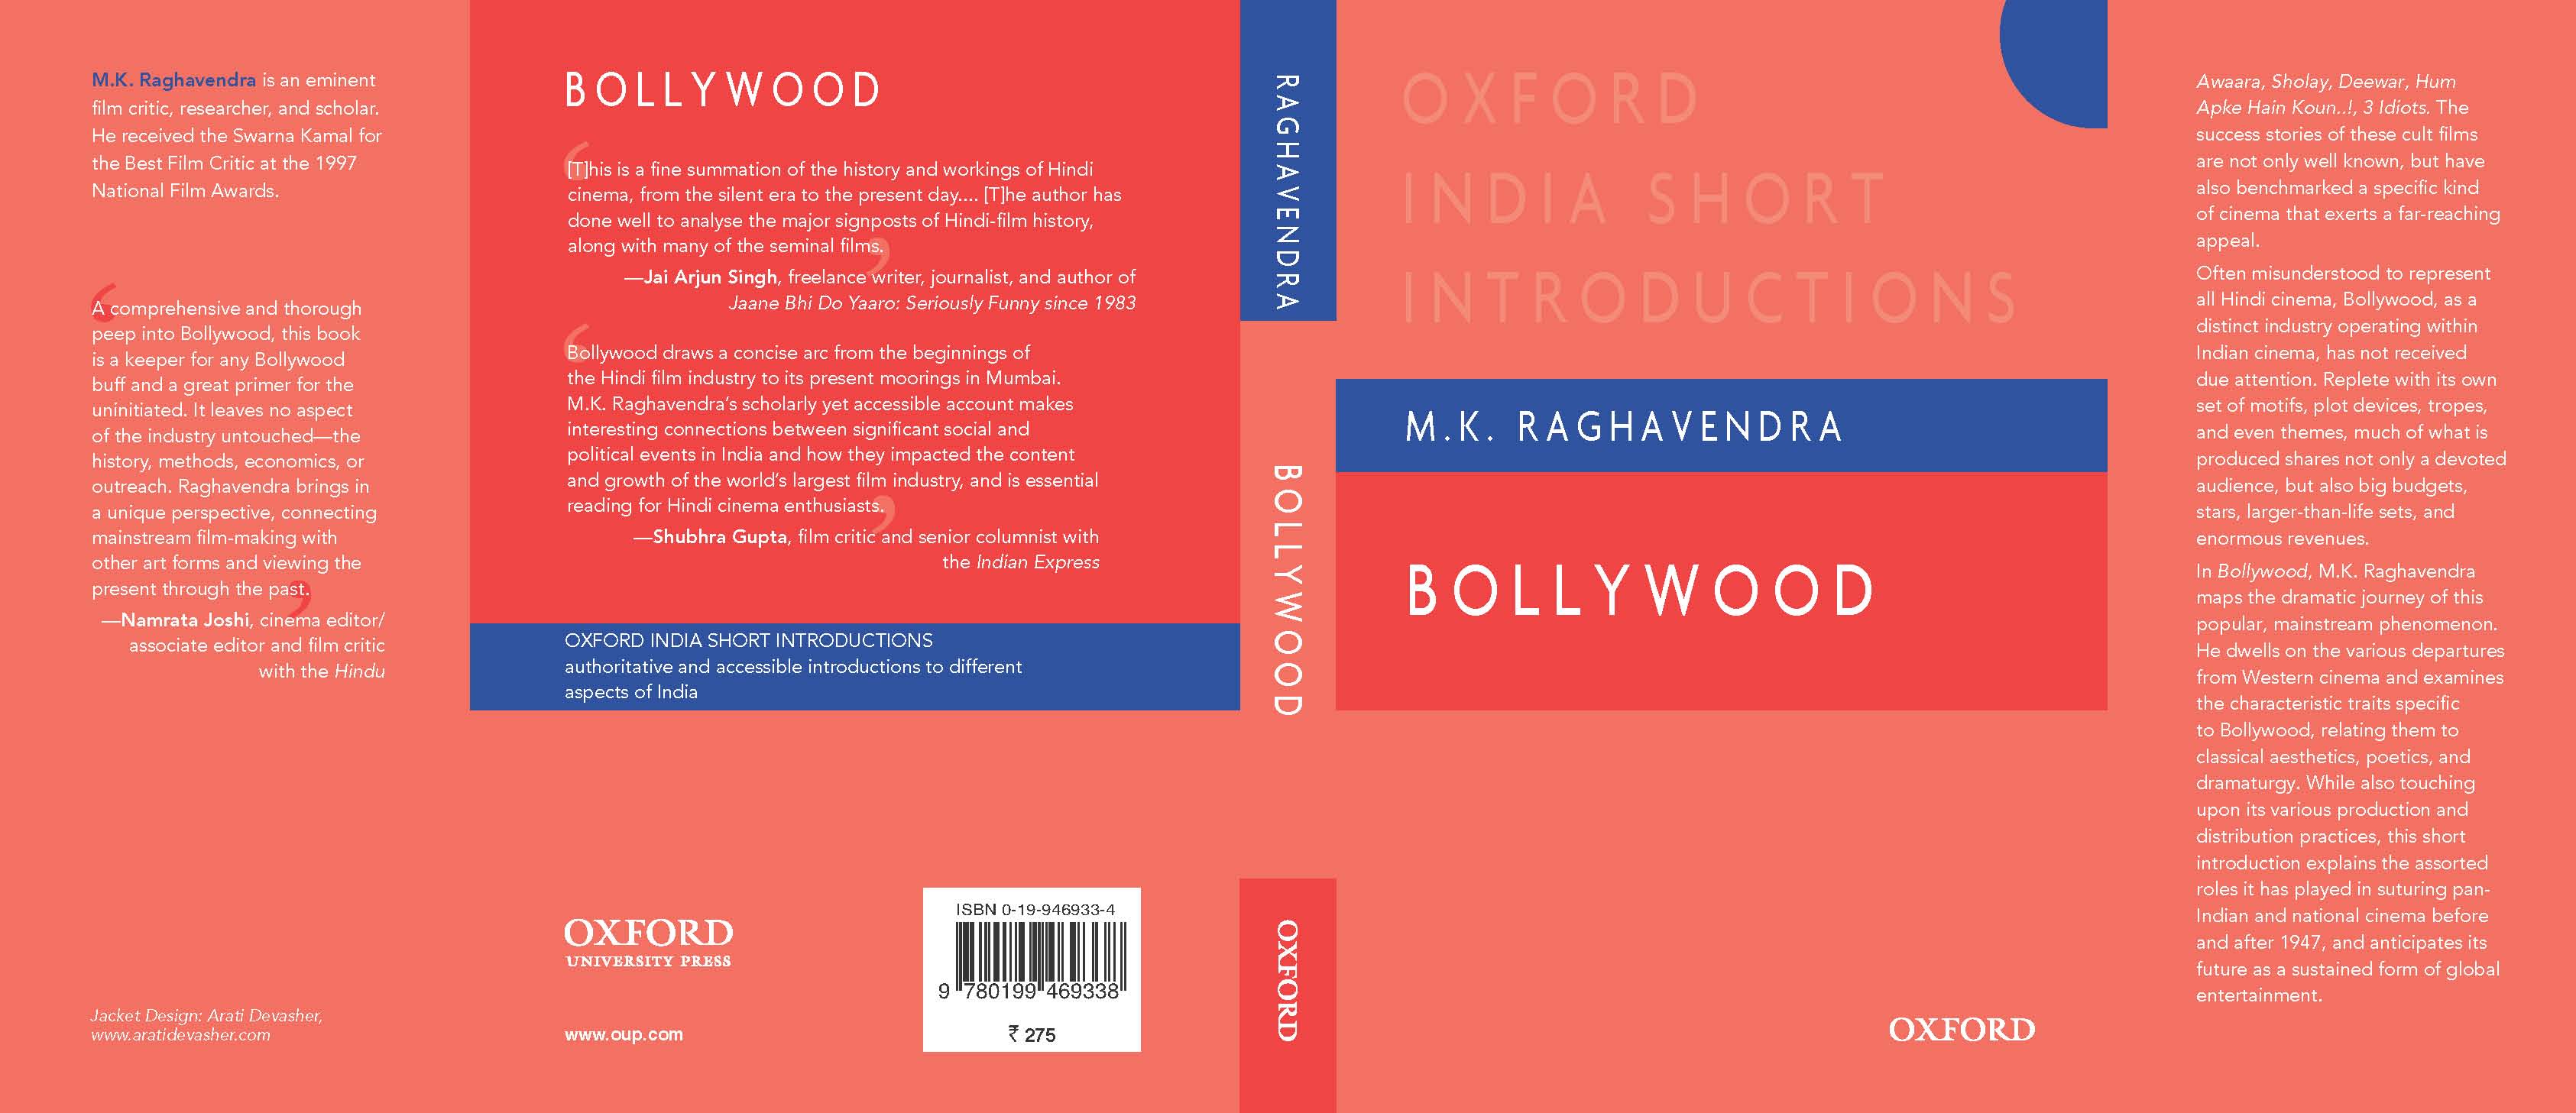 M.K. Raghavendra is an eminent
film critic, researcher, and scholar.
He received the Swarna Kamal for
the Best Film Critic at the 1997
National Film Awards.
‘A comprehensive and thorough
peep into Bollywood, this book
is a keeper for any Bollywood
buff and a great primer for the
uninitiated. It leaves no aspect
of the industry untouched—the
history, methods, economics, or
outreach. Raghavendra brings in
a unique perspective, connecting
mainstream film-making with
other art forms and viewing the
present through the past.’
—Namrata Joshi, cinema editor/
associate editor and film critic
with the Hindu
Jacket Design: Arati Devasher,
www.aratidevasher.com
BOLLYWOOD
‘[T]his is a fine summation of the history and workings of Hindi
cinema, from the silent era to the present day.... [T]he author has
done well to analyse the major signposts of Hindi-film history,
along with many of the seminal films.’
—Jai Arjun Singh, freelance writer, journalist, and author of
Jaane Bhi Do Yaaro: Seriously Funny since 1983
‘Bollywood draws a concise arc from the beginnings of
the Hindi film industry to its present moorings in Mumbai.
M.K. Raghavendra’s scholarly yet accessible account makes
interesting connections between significant social and
political events in India and how they impacted the content
and growth of the world’s largest film industry, and is essential
reading for Hindi cinema enthusiasts.’
—Shubhra Gupta, film critic and senior columnist with
the Indian Express
OXFORD INDIA SHORT INTRODUCTIONS
authoritative and accessible introductions to different
aspects of India
OXFORD
UNIVERSITY PRESS
www.oup.com
ISBN 0-19-946933-4
9 780199 469338
₹ 275
RAGHAVENDRA
BOLLYWOOD
OXFORD
OXFORD
INDIA SHORT
INTRODUCTIONS
M.K. RAGHAVENDRA
BOLLYWOOD
OXFORD
Awaara, Sholay, Deewar, Hum
Apke Hain Koun..!, 3 Idiots. The
success stories of these cult films
are not only well known, but have
also benchmarked a specific kind
of cinema that exerts a far-reaching
appeal.
Often misunderstood to represent
all Hindi cinema, Bollywood, as a
distinct industry operating within
Indian cinema, has not received
due attention. Replete with its own
set of motifs, plot devices, tropes,
and even themes, much of what is
produced shares not only a devoted
audience, but also big budgets,
stars, larger-than-life sets, and
enormous revenues.
In Bollywood, M.K. Raghavendra
maps the dramatic journey of this
popular, mainstream phenomenon.
He dwells on the various departures
from Western cinema and examines
the characteristic traits specific
to Bollywood, relating them to
classical aesthetics, poetics, and
dramaturgy. While also touching
upon its various production and
distribution practices, this short
introduction explains the assorted
roles it has played in suturing pan-
Indian and national cinema before
and after 1947, and anticipates its
future as a sustained form of global
entertainment.